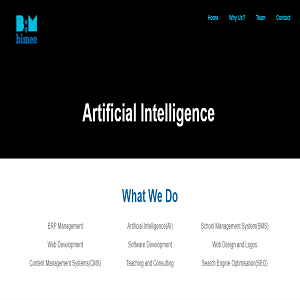 B:M
bimee
Home Why Us? Team Contact
Artificial Intelligence
What We Do
ERP Management Artificial Intelligence(AI) School Management System(SMS)
Web Development Software Development Web Design and Logos
Content Management Systems(CMS) Teaching and Consulting Search Engine Optimisation(SEO)